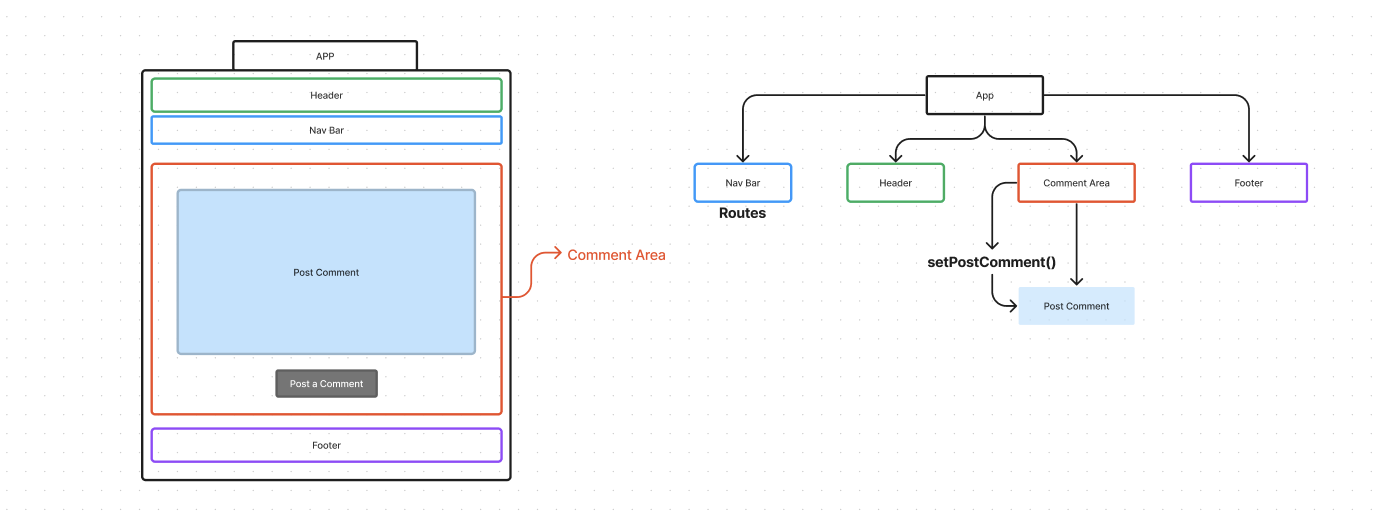 APP
Header
Nav Bar
Post Comment
Post a Comment
Footer
Comment Area
App
Nav Bar
Header
Comment Area
Footer
Routes
setPostComment()
Post Comment